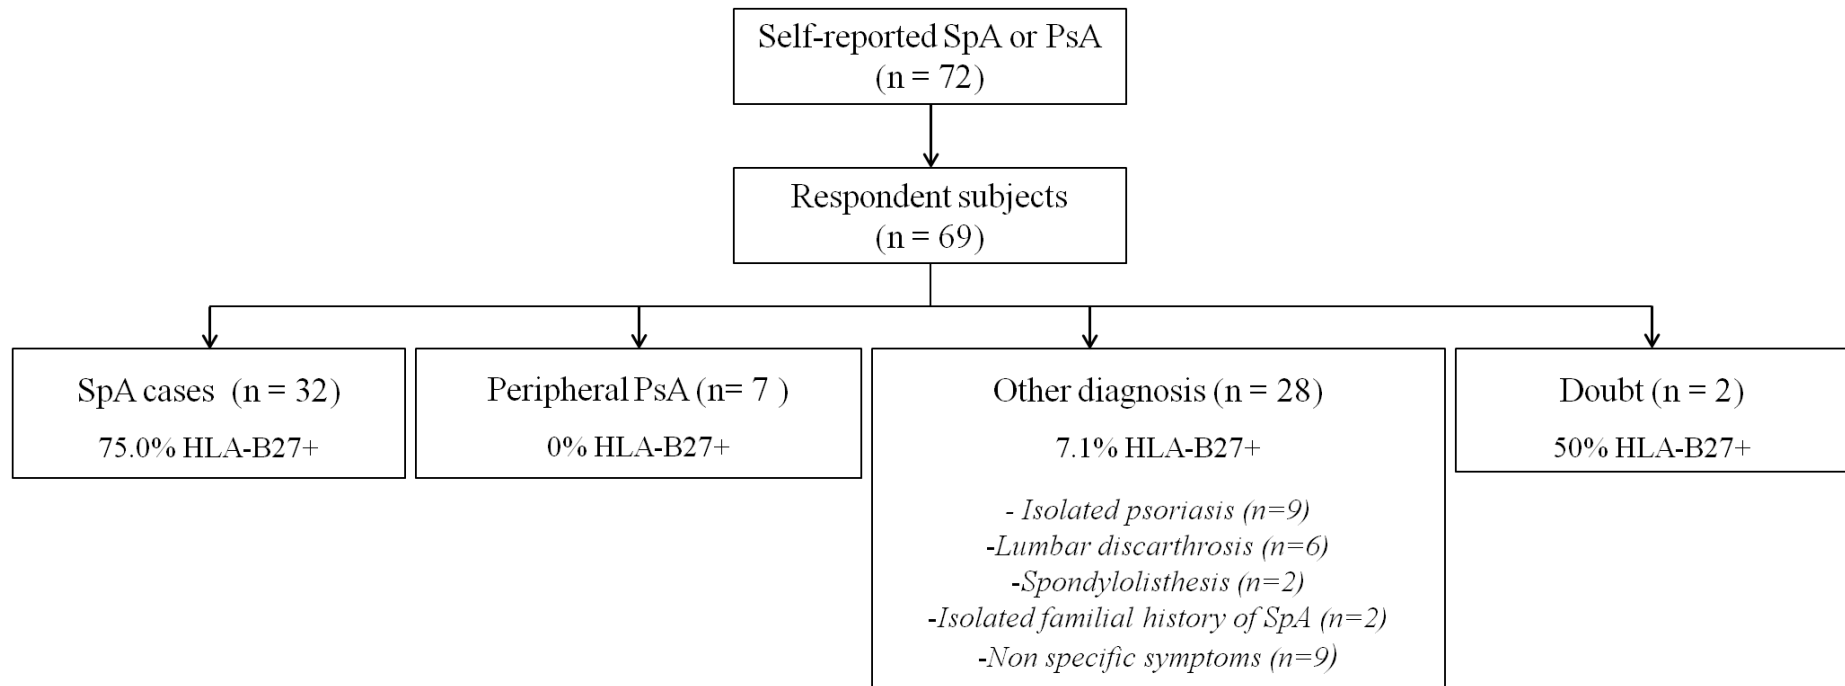 Self-reported SpA or PsA
(n = 72)
Respondent subjects
(n = 69)
SpA cases (n = 32)
75.0% HLA-B27+
Peripheral PsA (n= 7 )
0% HLA-B27+
Other diagnosis (n = 28)
7.1% HLA-B27+
- Isolated psoriasis (n=9)
-Lumbar discarthrosis (n=6)
-Spondylolisthesis (n=2)
-Isolated familial history of SpA (n=2)
-Non specific symptoms (n=9)
Doubt (n = 2)
50% HLA-B27+